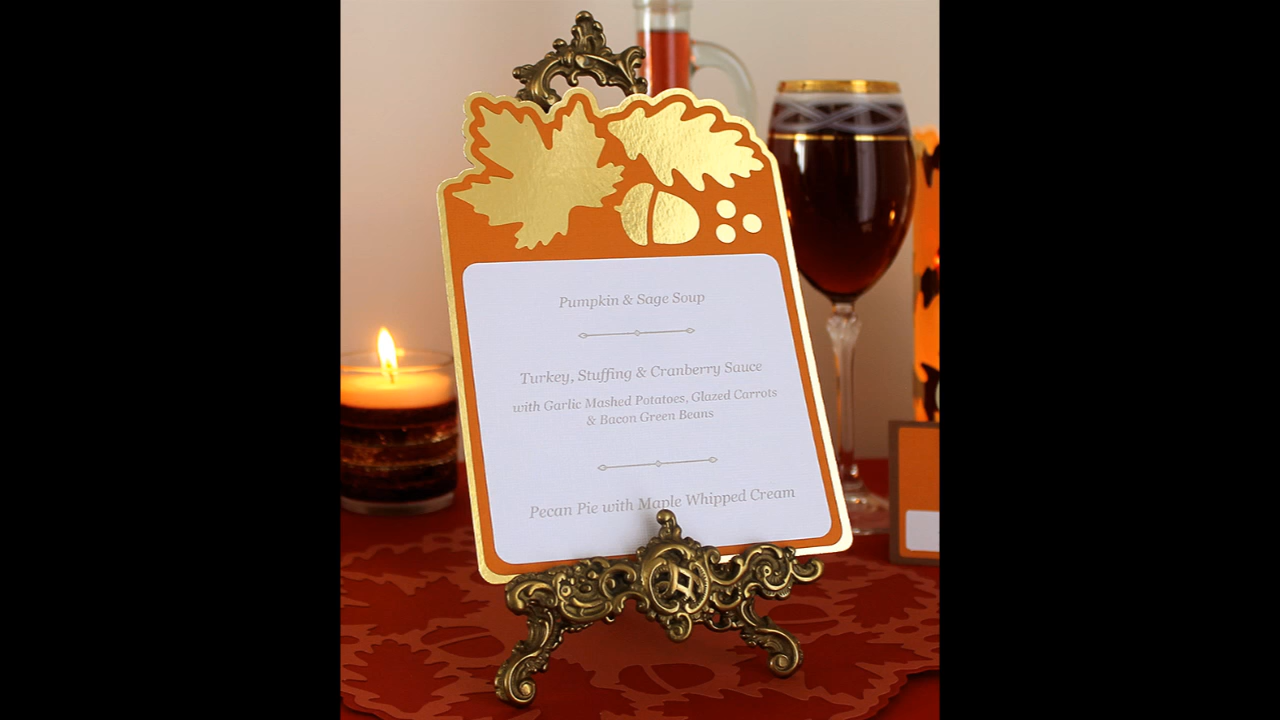 Pumpkin & Sage Soup
Turkey, Stuffing & Cranberry Sauce
with Garlic Mashed Potatoes, Glazed Carrots
& Bacon Green Beans
Pecan Pie with Maple Whipped Cream